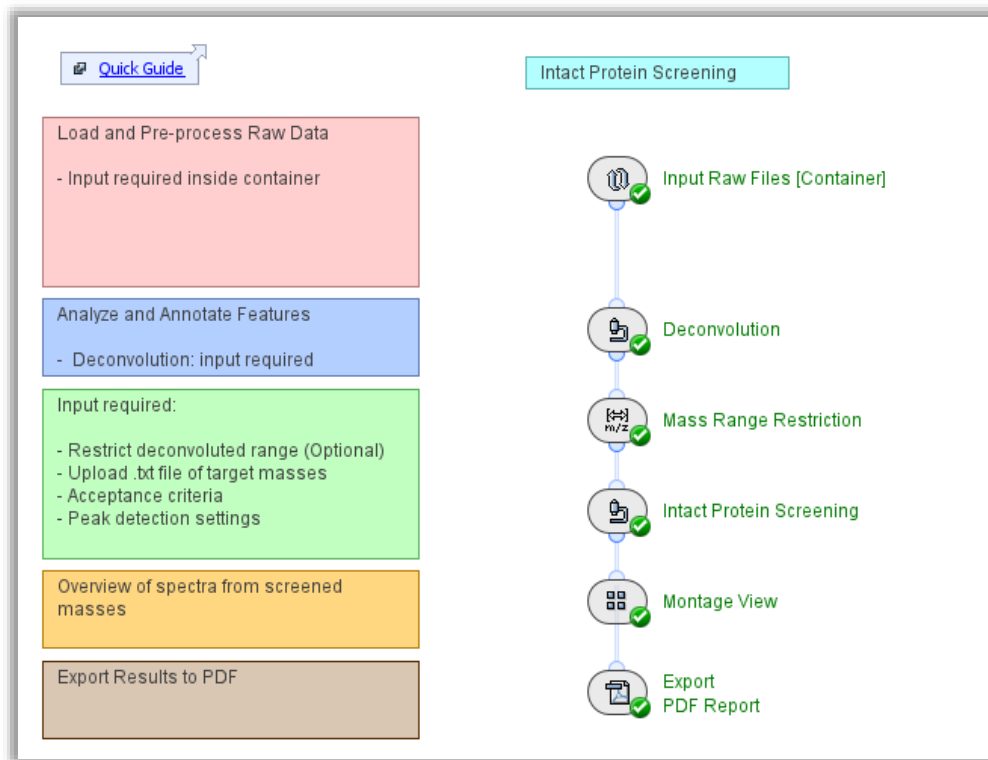 Quick Guide
Intact Protein Screening
Load and Pre-process Raw Data
- Input required inside container
Input Raw Files [Container]
Analyze and Annotate Features
- Deconvolution: input required
Deconvolution
Input required:
- Restrict deconvoluted range (Optional)
- Upload .txt file of target masses
- Acceptance criteria
- Peak detection settings
[⇔]
m/z
Mass Range Restriction
Intact Protein Screening
Overview of spectra from screened
masses
Montage View
Export Results to PDF
Export
PDF Report